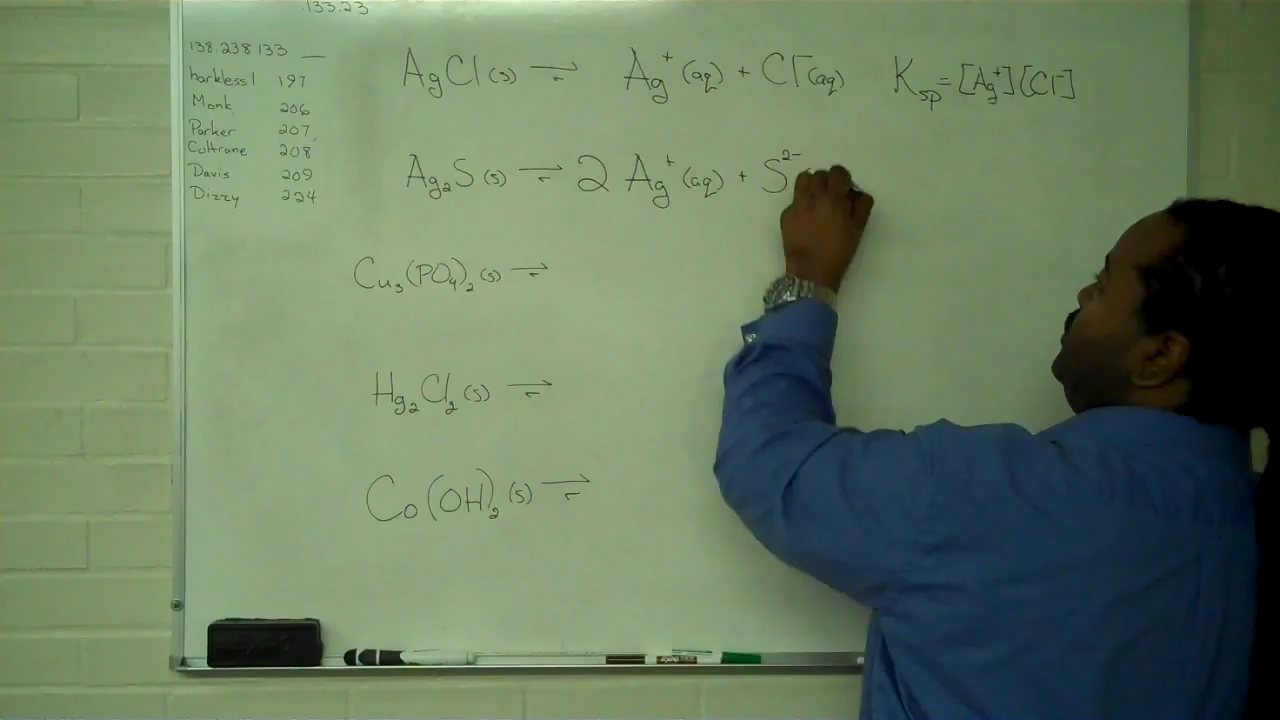 .133.23
138.238.133 __
harkless1 197
Monk 206
Parker 207
Coltrane 208
Davis 209
Dizzy 224
AgCl(s) ⇌ Ag⁺(aq) + Cl⁻(aq) Ksp = [Ag⁺][Cl⁻]
Ag₂S(s) ⇌ 2 Ag⁺(aq) + S²⁻
Cu₃(PO₄)₂(s) ⇌
Hg₂Cl₂(s) ⇌
Co(OH)₂(s) ⇌